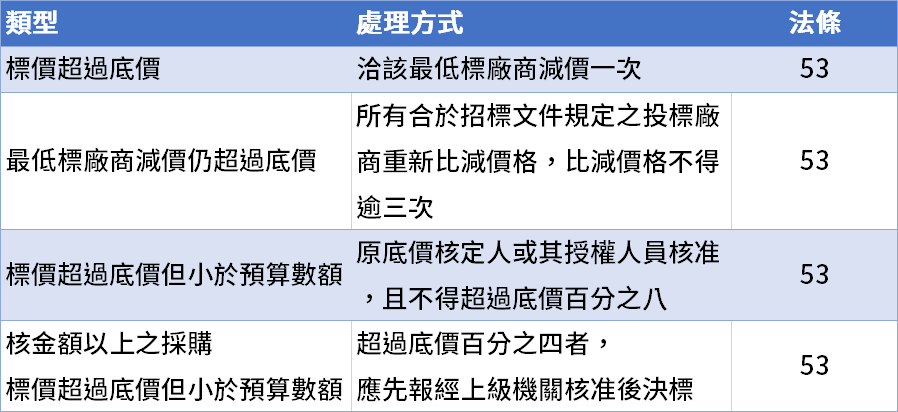 類型 處理方式 法條
標價超過底價 洽該最低標廠商減價一次 53
最低標廠商減價仍超過底價 所有合於招標文件規定之投標廠
商重新比減價格，比減價格不得
逾三次 53
標價超過底價但小於預算數額 原底價核定人或其授權人員核准
，且不得超過底價百分之八 53
核金額以上之採購
標價超過底價但小於預算數額 超過底價百分之四者，
應先報經上級機關核准後決標 53